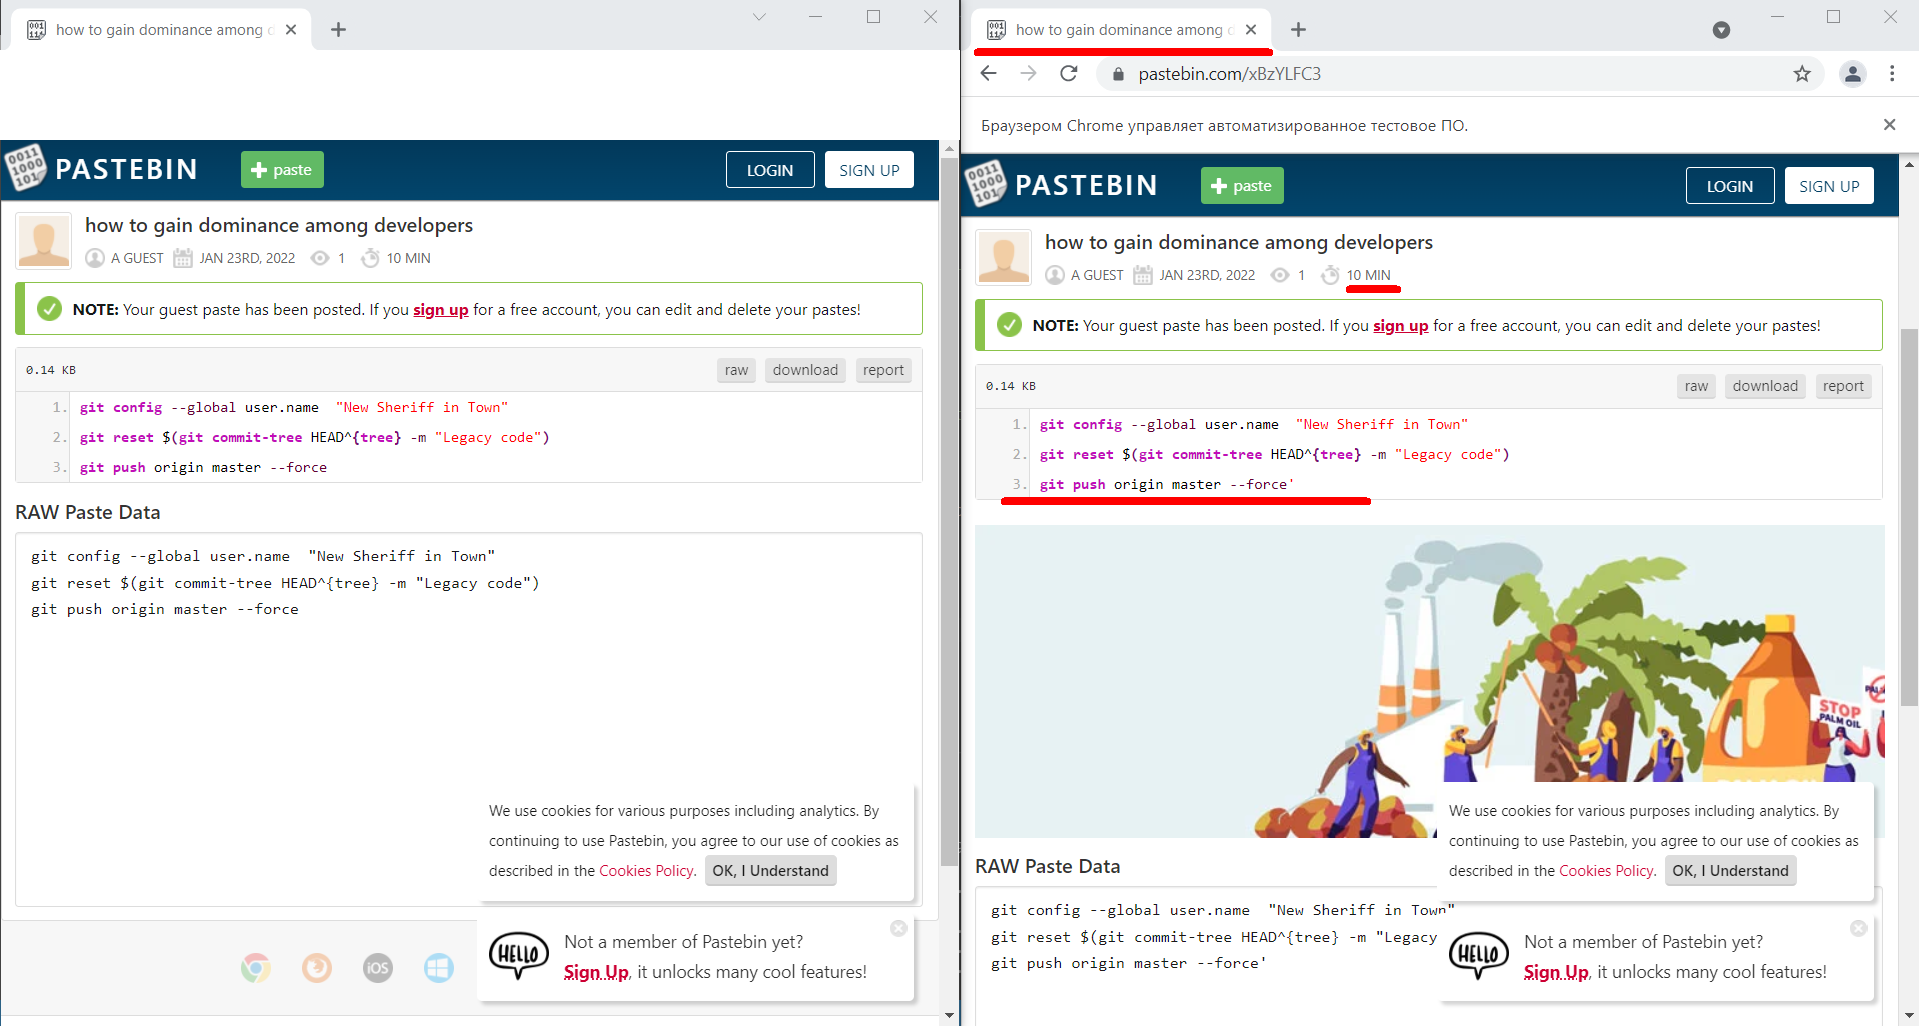 how to gain dominance among d
PASTEBIN
+ paste
LOGIN
SIGN UP
how to gain dominance among developers
A GUEST JAN 23RD, 2022 1 10 MIN
NOTE: Your guest paste has been posted. If you sign up for a free account, you can edit and delete your pastes!
0.14 KB
raw
download
report
1. git config --global user.name  "New Sheriff in Town"
2. git reset $(git commit-tree HEAD^{tree} -m "Legacy code")
3. git push origin master --force
RAW Paste Data
git config --global user.name  "New Sheriff in Town"
git reset $(git commit-tree HEAD^{tree} -m "Legacy code")
git push origin master --force
We use cookies for various purposes including analytics. By
continuing to use Pastebin, you agree to our use of cookies as
described in the Cookies Policy. OK, I Understand
HELLO
Not a member of Pastebin yet?
Sign Up, it unlocks many cool features!
iOS
how to gain dominance among d
pastebin.com/xBzYLFC3
Браузером Chrome управляет автоматизированное тестовое ПО.
PASTEBIN
+ paste
LOGIN
SIGN UP
how to gain dominance among developers
A GUEST JAN 23RD, 2022 1 10 MIN
NOTE: Your guest paste has been posted. If you sign up for a free account, you can edit and delete your pastes!
0.14 KB
raw
download
report
1. git config --global user.name  "New Sheriff in Town"
2. git reset $(git commit-tree HEAD^{tree} -m "Legacy code")
3. git push origin master --force'
STOP
PALM OIL
RAW Paste Data
git config --global user.name  "New Sheriff in Town"
git reset $(git commit-tree HEAD^{tree} -m "Legacy
git push origin master --force'
We use cookies for various purposes including analytics. By
continuing to use Pastebin, you agree to our use of cookies as
described in the Cookies Policy. OK, I Understand
HELLO
Not a member of Pastebin yet?
Sign Up, it unlocks many cool features!